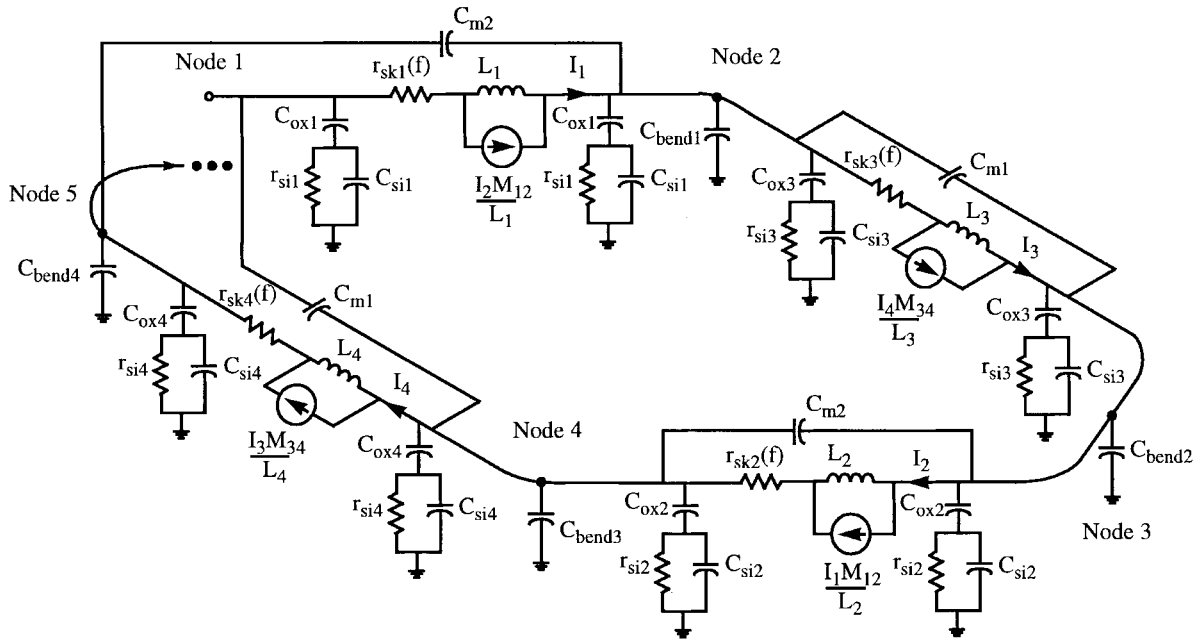 C_m2
Node 1
r_sk1(f)
L_1
I_1
Node 2
C_ox1
C_ox1
C_bend1
r_sk3(f)
C_m1
r_si1
C_si1
I_2M_12
L_1
r_si1
C_si1
C_ox3
L_3
Node 5
r_si3
C_si3
I_3
C_bend4
C_m1
r_sk4(f)
I_4M_34
L_3
C_ox3
C_ox4
L_4
r_si4
C_si4
I_4
r_si3
C_si3
C_m2
I_3M_34
L_4
Node 4
C_ox4
r_sk2(f)
L_2
I_2
C_bend2
r_si4
C_si4
C_bend3
C_ox2
C_ox2
Node 3
r_si2
C_si2
I_1M_12
L_2
r_si2
C_si2